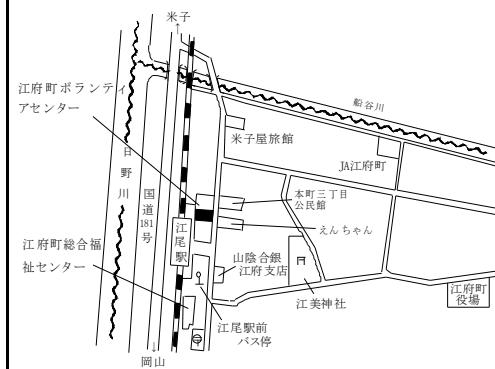 米子
↑
江府町ボランティ
アセンター
船谷川
米子屋旅館
JA江府町
日野川
国道181号
本町三丁目
公民館
えんちゃん
江尾駅
江府町総合福
祉センター
山陰合銀
江府支店
江美神社
江府町
役場
江尾駅前
バス停
↓
岡山